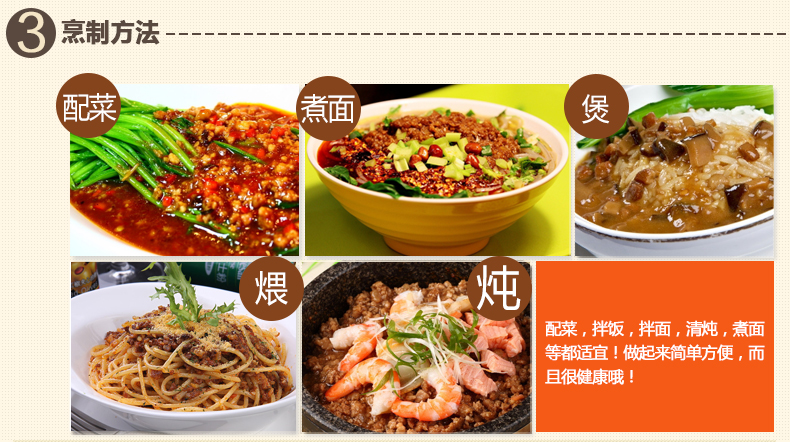 3 烹制方法
配菜
煮面
煲
煨
炖
配菜，拌饭，拌面，清炖，煮面
等都适宜！做起来简单方便，而
且很健康哦！